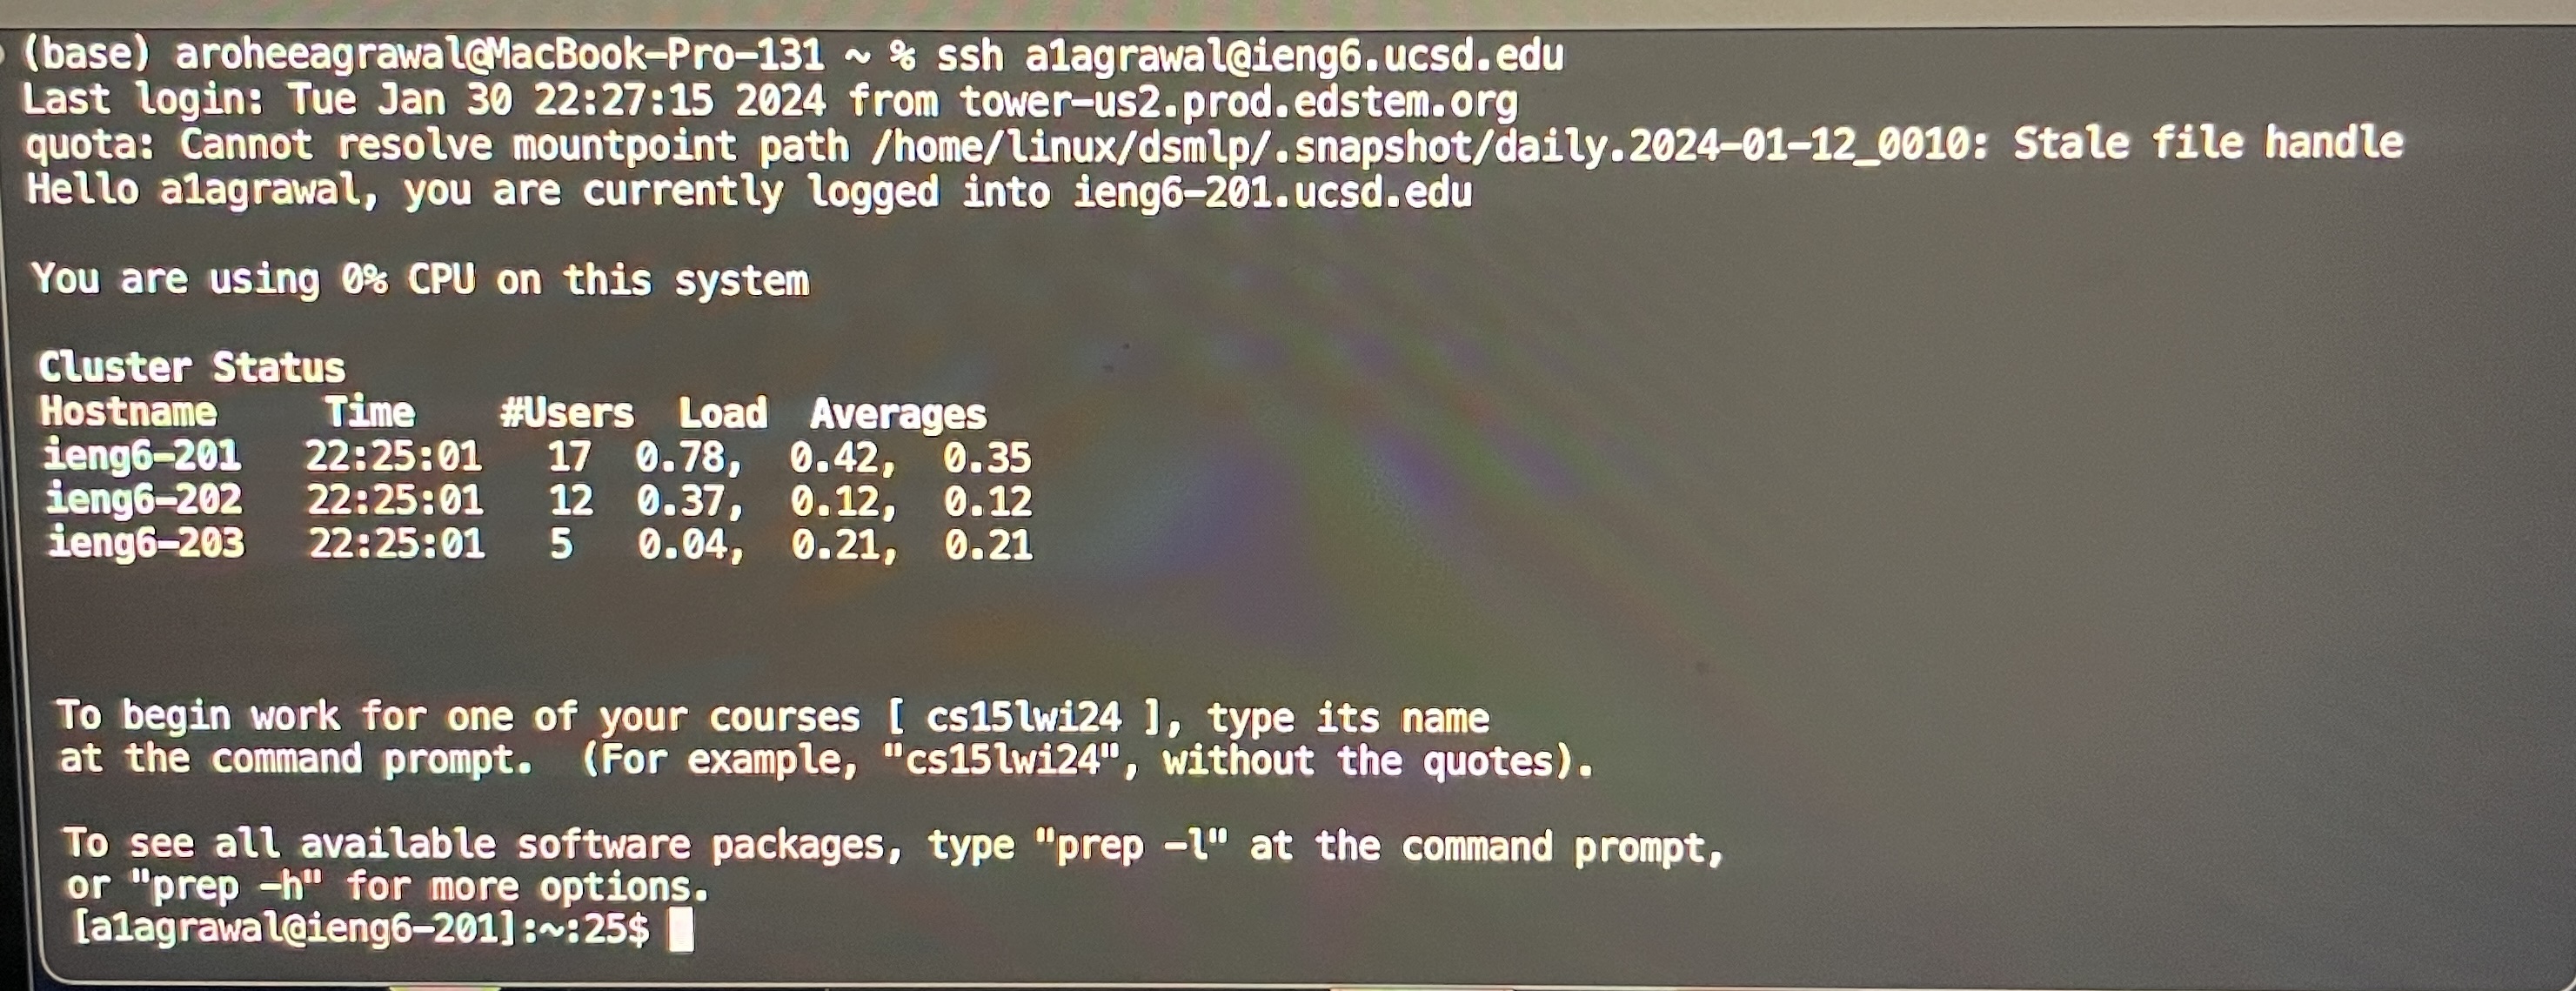 (base) aroheeagrawal@MacBook-Pro-131 ~ % ssh a1agrawal@ieng6.ucsd.edu
Last login: Tue Jan 30 22:27:15 2024 from tower-us2.prod.edstem.org
quota: Cannot resolve mountpoint path /home/linux/dsmlp/.snapshot/daily.2024-01-12_0010: Stale file handle
Hello a1agrawal, you are currently logged into ieng6-201.ucsd.edu
You are using 0% CPU on this system
Cluster Status
Hostname Time #Users Load Averages
ieng6-201 22:25:01 17 0.78, 0.42, 0.35
ieng6-202 22:25:01 12 0.37, 0.12, 0.12
ieng6-203 22:25:01 5 0.04, 0.21, 0.21
To begin work for one of your courses [ cs15lwi24 ], type its name
at the command prompt. (For example, "cs15lwi24", without the quotes).
To see all available software packages, type "prep -l" at the command prompt,
or "prep -h" for more options.
[a1agrawal@ieng6-201]:~:25$